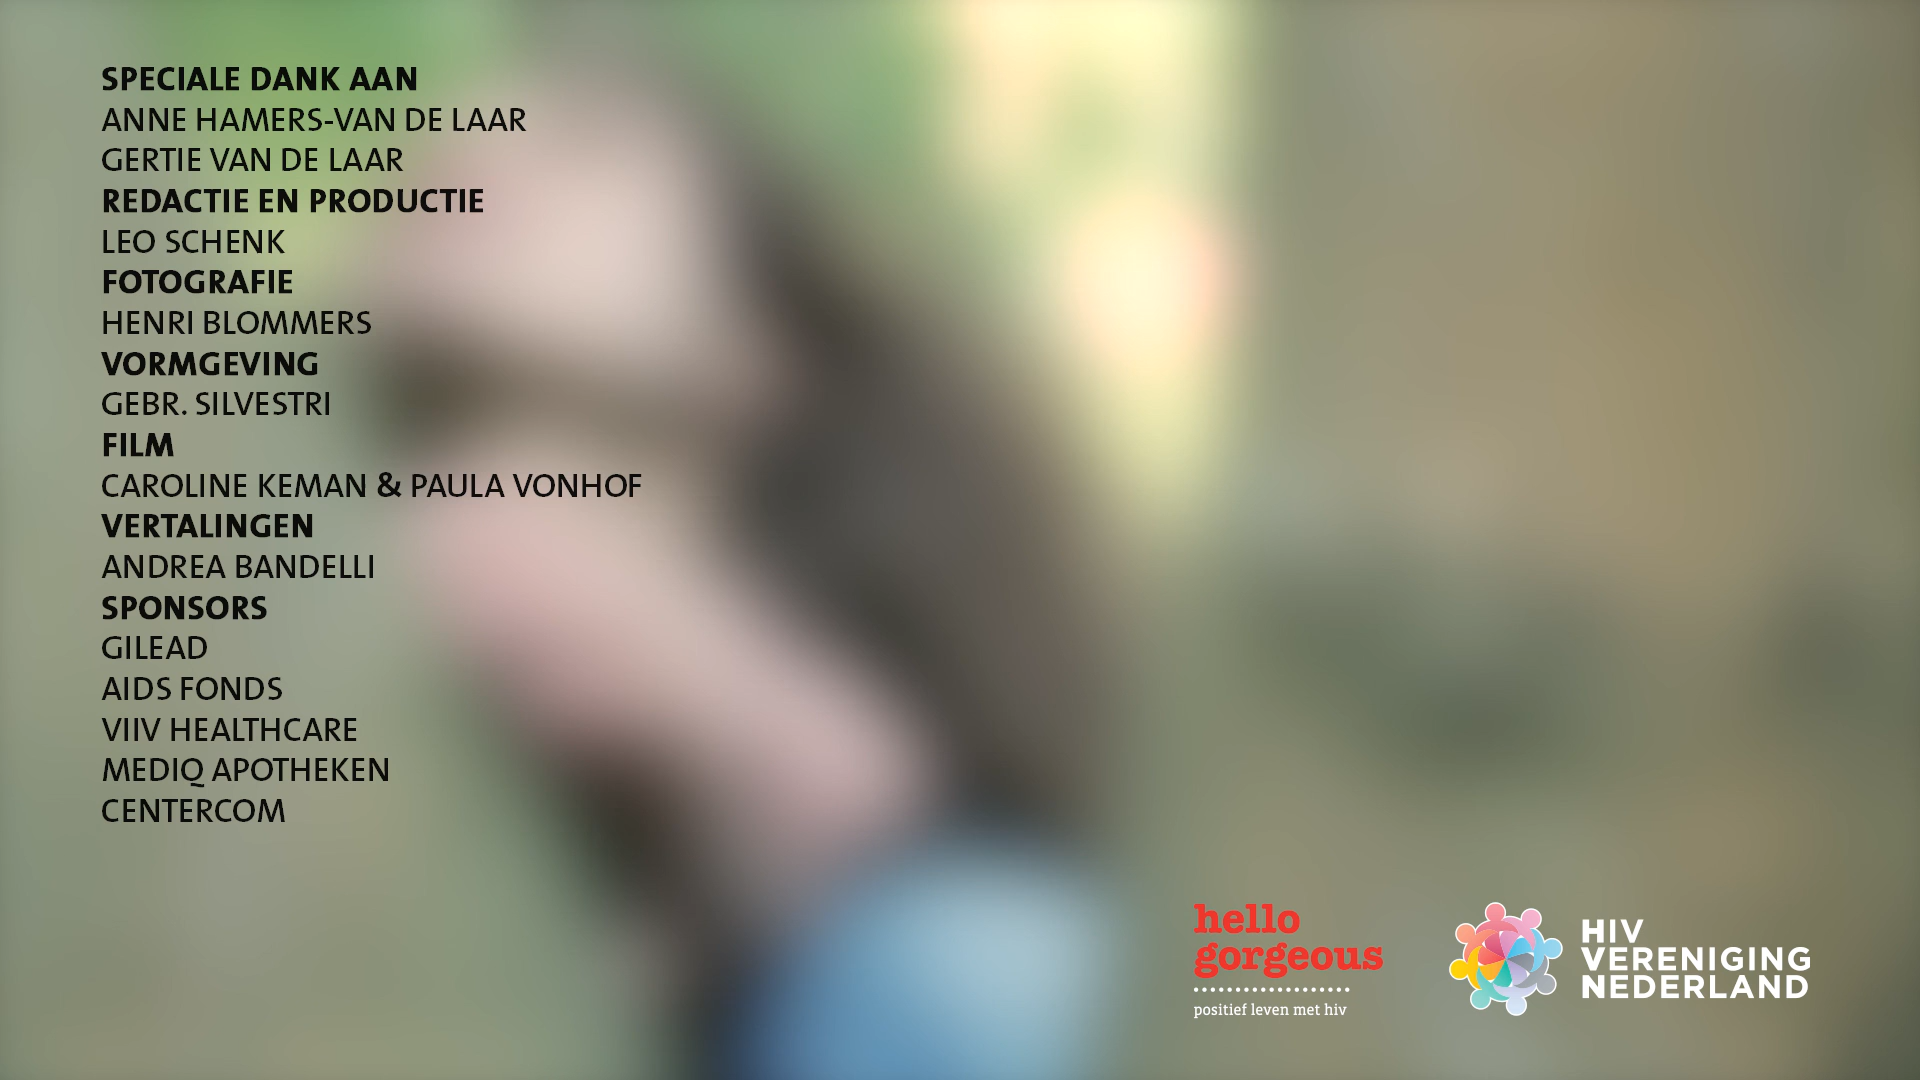 SPECIALE DANK AAN
ANNE HAMERS-VAN DE LAAR
GERTIE VAN DE LAAR
REDACTIE EN PRODUCTIE
LEO SCHENK
FOTOGRAFIE
HENRI BLOMMERS
VORMGEVING
GEBR. SILVESTRI
FILM
CAROLINE KEMAN & PAULA VONHOF
VERTALINGEN
ANDREA BANDELLI
SPONSORS
GILEAD
AIDS FONDS
VIIV HEALTHCARE
MEDIQ APOTHEKEN
CENTERCOM
hello
gorgeous
positief leven met hiv
HIV
VERENIGING
NEDERLAND